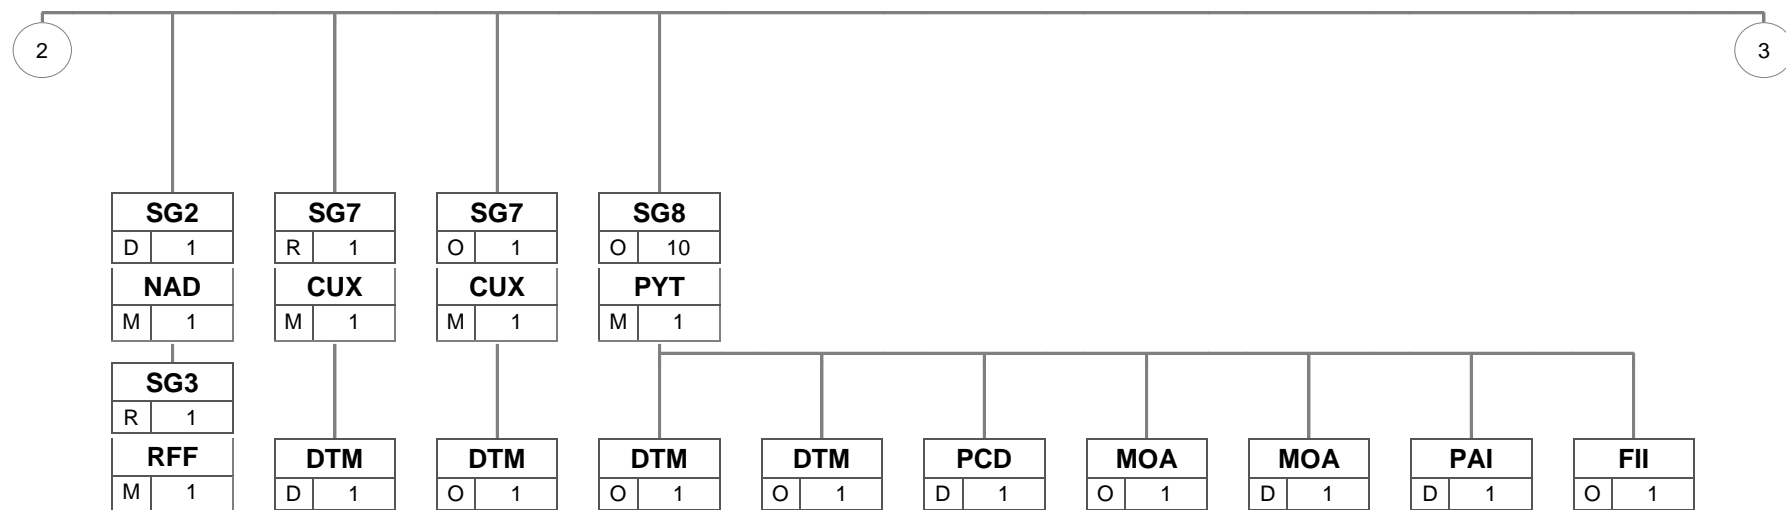 2 3
SG2 SG7 SG7 SG8
D 1 R 1 O 1 O 10
NAD CUX CUX PYT
M 1 M 1 M 1 M 1
SG3
R 1
RFF DTM DTM DTM DTM PCD MOA MOA PAI FII
M 1 D 1 O 1 O 1 O 1 D 1 O 1 D 1 D 1 O 1